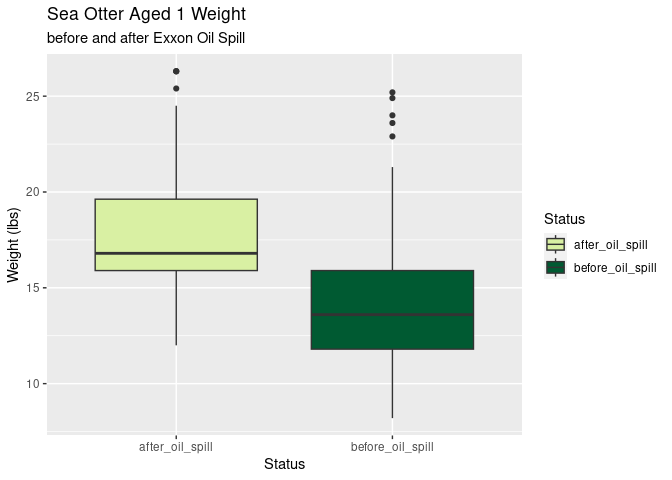 Sea Otter Aged 1 Weight
before and after Exxon Oil Spill
Weight (lbs)
25
20
15
10
after_oil_spill
before_oil_spill
Status
Status
after_oil_spill
before_oil_spill